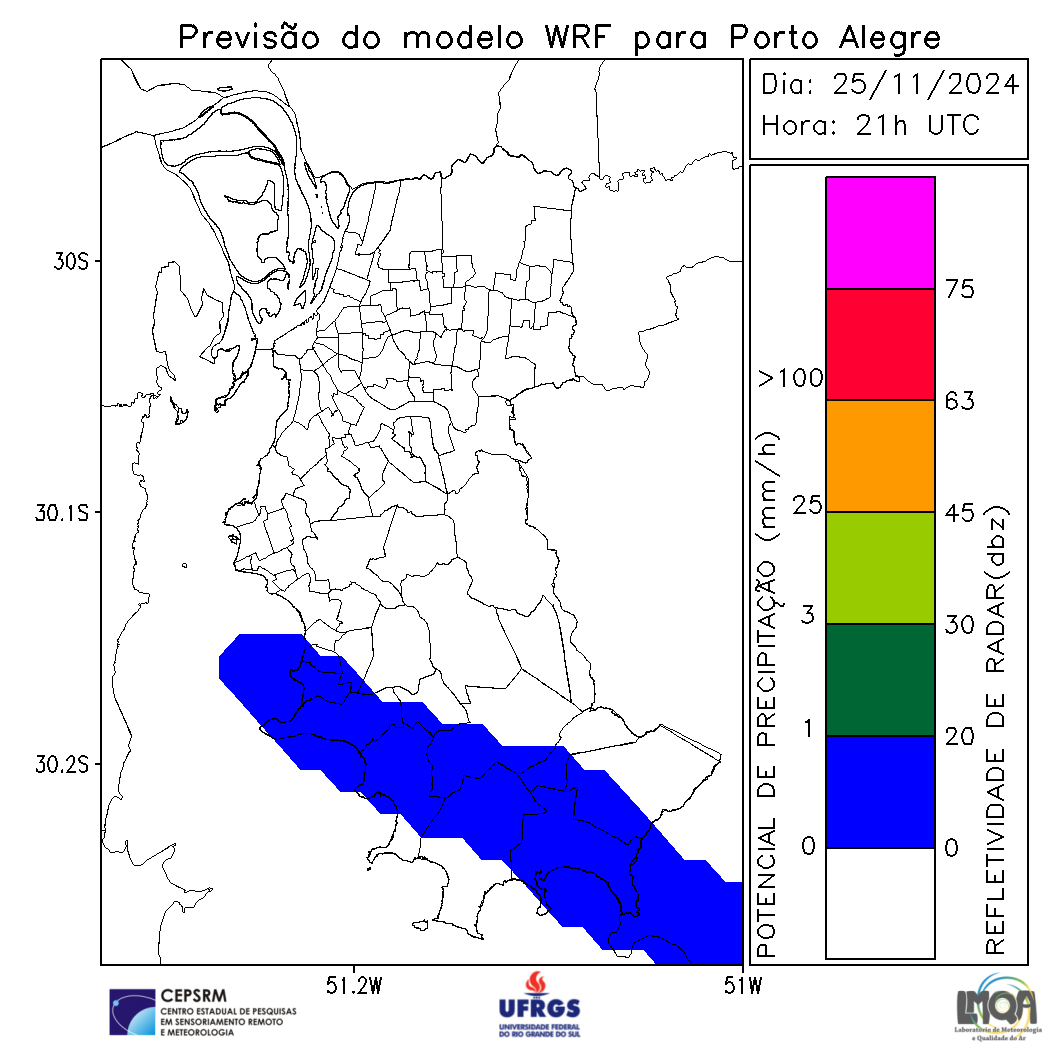 Previsão do modelo WRF para Porto Alegre
Dia: 25/11/2024
Hora: 21h UTC
30S
30.1S
30.2S
51.2W
51W
POTENCIAL DE PRECIPITAÇÃO (mm/h)
>100
25
3
1
0
75
63
45
30
20
0
REFLETIVIDADE DE RADAR(dbz)
CEPSRM
CENTRO ESTADUAL DE PESQUISAS
EM SENSORIAMENTO REMOTO
E METEOROLOGIA
UFRGS
UNIVERSIDADE FEDERAL
DO RIO GRANDE DO SUL
LMQA
Laboratório de Meteorologia
e Qualidade do Ar